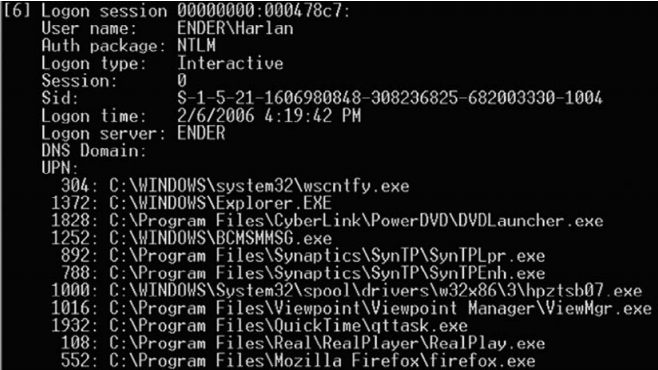 [6] Logon session 00000000:000478c7:
User name:    ENDER\Harlan
Auth package: NTLM
Logon type:   Interactive
Session:      0
Sid:          S-1-5-21-1606980848-308236825-682003330-1004
Logon time:   2/6/2006 4:19:42 PM
Logon server: ENDER
DNS Domain:
UPN:
304: C:\WINDOWS\system32\wscntfy.exe
1372: C:\WINDOWS\Explorer.EXE
1828: C:\Program Files\CyberLink\PowerDVD\DVDLauncher.exe
1252: C:\WINDOWS\BCMSMMSG.exe
892: C:\Program Files\Synaptics\SynTP\SynTPLpr.exe
788: C:\Program Files\Synaptics\SynTP\SynTPEnh.exe
1000: C:\WINDOWS\System32\spool\drivers\w32x86\3\hpztsb07.exe
1016: C:\Program Files\Viewpoint\Viewpoint Manager\ViewMgr.exe
1932: C:\Program Files\QuickTime\qttask.exe
108: C:\Program Files\Real\RealPlayer\RealPlay.exe
552: C:\Program Files\Mozilla Firefox\firefox.exe